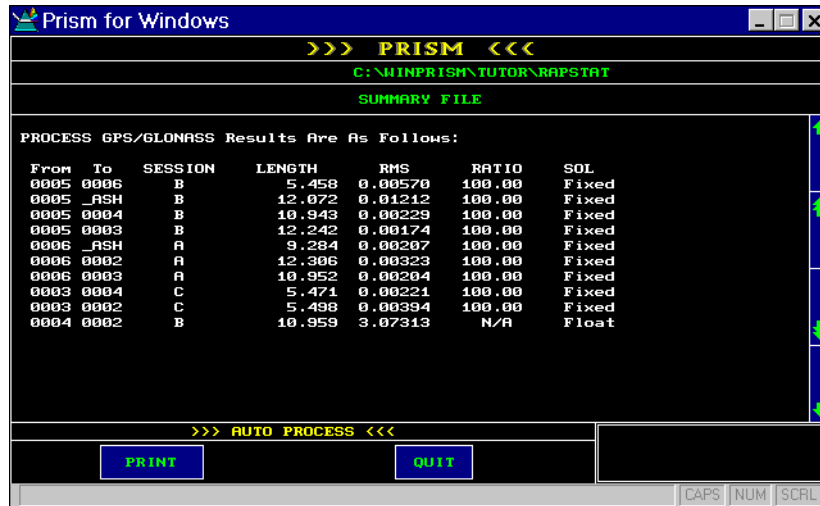 Prism for Windows
>>> PRISM <<<
C:\WINPRISM\TUTOR\RAPSTAT
SUMMARY FILE
PROCESS GPS/GLONASS Results Are As Follows:
From To SESSION LENGTH RMS RATIO SOL
0005 0006 B 5.458 0.00570 100.00 Fixed
0005 _ASH B 12.072 0.01212 100.00 Fixed
0005 0004 B 10.943 0.00229 100.00 Fixed
0005 0003 B 12.242 0.00174 100.00 Fixed
0006 _ASH A 9.284 0.00207 100.00 Fixed
0006 0002 A 12.306 0.00323 100.00 Fixed
0006 0003 A 10.952 0.00204 100.00 Fixed
0003 0004 C 5.471 0.00221 100.00 Fixed
0003 0002 C 5.498 0.00394 100.00 Fixed
0004 0002 B 10.959 3.07313 N/A Float
>>> AUTO PROCESS <<<
PRINT QUIT
CAPS NUM SCRL